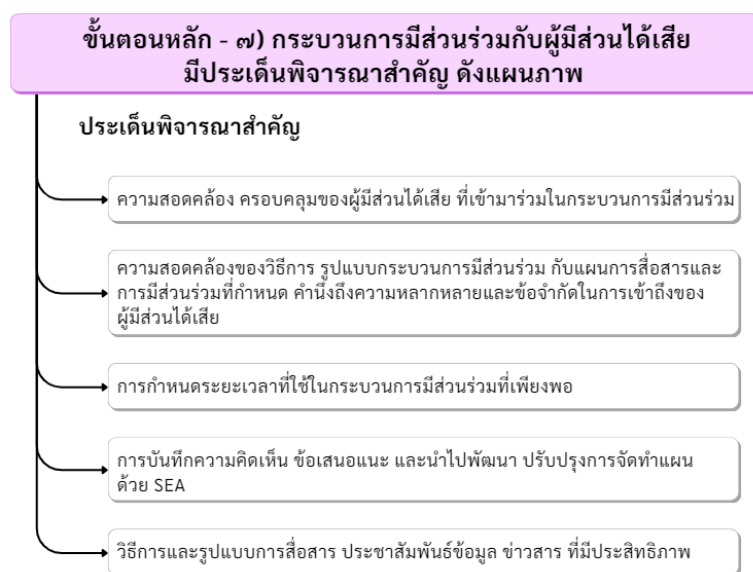 ขั้นตอนหลัก - ๗) กระบวนการมีส่วนร่วมกับผู้มีส่วนได้เสีย
มีประเด็นพิจารณาสำคัญ ดังแผนภาพ
ประเด็นพิจารณาสำคัญ
ความสอดคล้อง ครอบคลุมของผู้มีส่วนได้เสีย ที่เข้ามาร่วมในกระบวนการมีส่วนร่วม
ความสอดคล้องของวิธีการ รูปแบบกระบวนการมีส่วนร่วม กับแผนการสื่อสารและ
การมีส่วนร่วมที่กำหนด คำนึงถึงความหลากหลายและข้อจำกัดในการเข้าถึงของ
ผู้มีส่วนได้เสีย
การกำหนดระยะเวลาที่ใช้ในกระบวนการมีส่วนร่วมที่เพียงพอ
การบันทึกความคิดเห็น ข้อเสนอแนะ และนำไปพัฒนา ปรับปรุงการจัดทำแผน
ด้วย SEA
วิธีการและรูปแบบการสื่อสาร ประชาสัมพันธ์ข้อมูล ข่าวสาร ที่มีประสิทธิภาพ